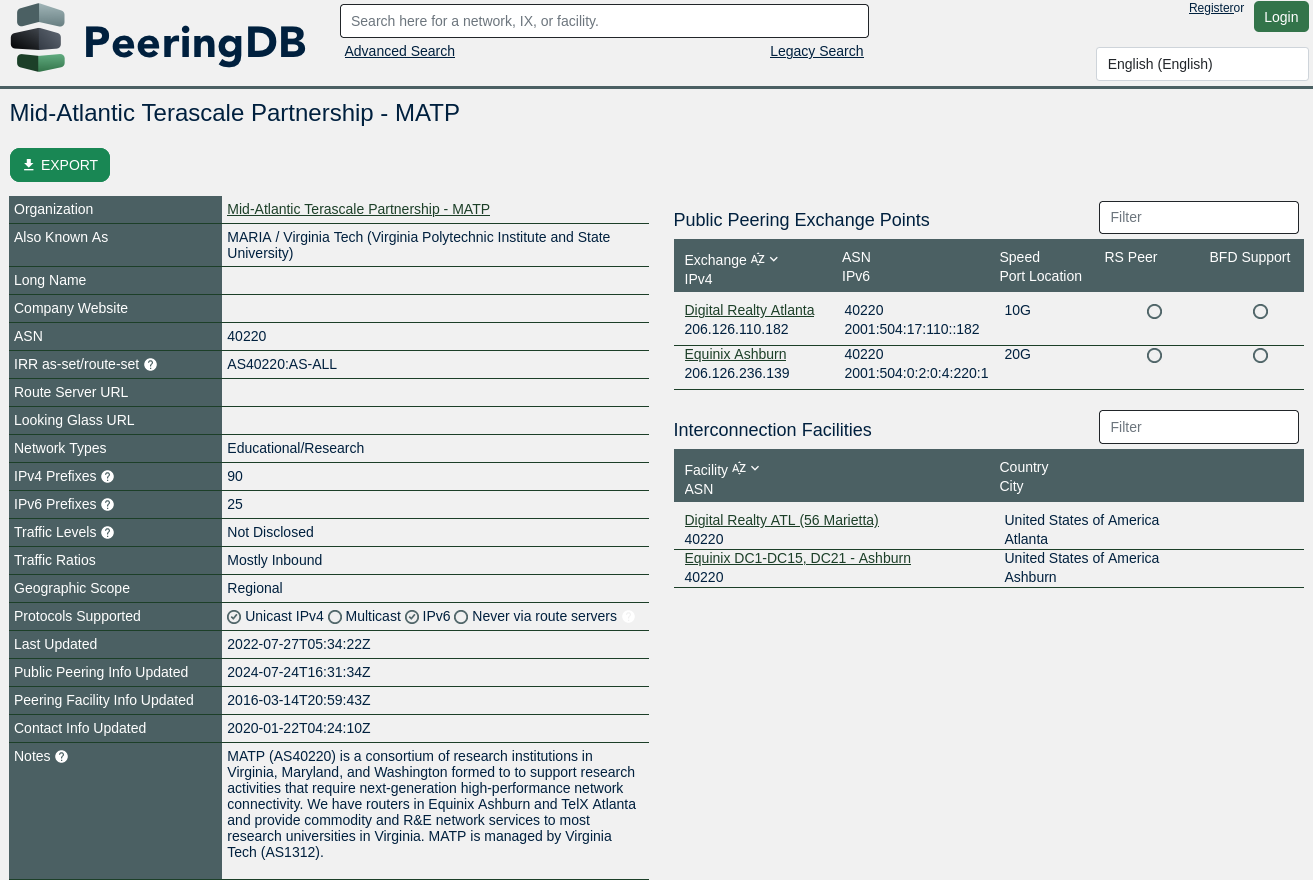 PeeringDB
Search here for a network, IX, or facility.
Advanced Search
Legacy Search
Register or
Login
English (English)
Mid-Atlantic Terascale Partnership - MATP
EXPORT
Organization
Mid-Atlantic Terascale Partnership - MATP
Also Known As
MARIA / Virginia Tech (Virginia Polytechnic Institute and State
University)
Long Name
Company Website
ASN
40220
IRR as-set/route-set ?
AS40220:AS-ALL
Route Server URL
Looking Glass URL
Network Types
Educational/Research
IPv4 Prefixes ?
90
IPv6 Prefixes ?
25
Traffic Levels ?
Not Disclosed
Traffic Ratios
Mostly Inbound
Geographic Scope
Regional
Protocols Supported
Unicast IPv4 Multicast IPv6 Never via route servers
Last Updated
2022-07-27T05:34:22Z
Public Peering Info Updated
2024-07-24T16:31:34Z
Peering Facility Info Updated
2016-03-14T20:59:43Z
Contact Info Updated
2020-01-22T04:24:10Z
Notes ?
MATP (AS40220) is a consortium of research institutions in
Virginia, Maryland, and Washington formed to to support research
activities that require next-generation high-performance network
connectivity. We have routers in Equinix Ashburn and TelX Atlanta
and provide commodity and R&E network services to most
research universities in Virginia. MATP is managed by Virginia
Tech (AS1312).
Public Peering Exchange Points
Filter
Exchange AZ
IPv4
ASN
IPv6
Speed
Port Location
RS Peer
BFD Support
Digital Realty Atlanta
206.126.110.182
40220
2001:504:17:110::182
10G
Equinix Ashburn
206.126.236.139
40220
2001:504:0:2:0:4:220:1
20G
Interconnection Facilities
Filter
Facility AZ
ASN
Country
City
Digital Realty ATL (56 Marietta)
40220
United States of America
Atlanta
Equinix DC1-DC15, DC21 - Ashburn
40220
United States of America
Ashburn